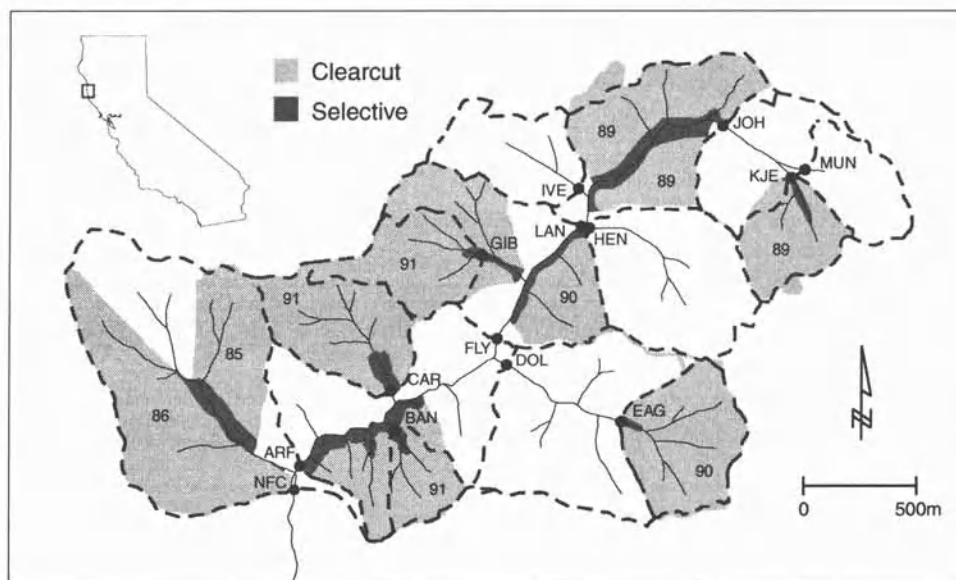 Clearcut
Selective
89
JOH
MUN
KJE
IVE
89
LAN
HEN
GIB
89
91
91
90
85
FLY
DOL
CAR
86
BAN
EAG
ARF
90
NFC
91
0 500m